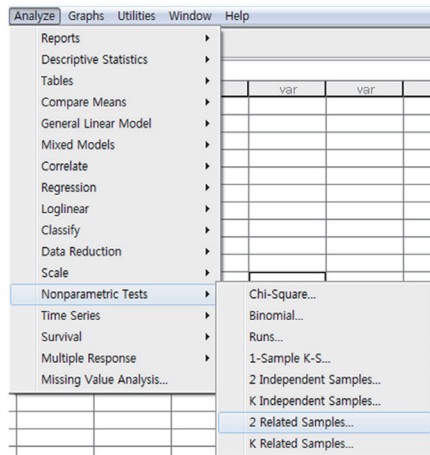 Analyze Graphs Utilities Window Help
Reports
Descriptive Statistics
Tables
var var
Compare Means
General Linear Model
Mixed Models
Correlate
Regression
Loglinear
Classify
Data Reduction
Scale
Nonparametric Tests
Chi-Square...
Time Series
Binomial...
Survival
Runs...
Multiple Response
1-Sample K-S...
Missing Value Analysis...
2 Independent Samples...
K Independent Samples...
2 Related Samples...
K Related Samples...